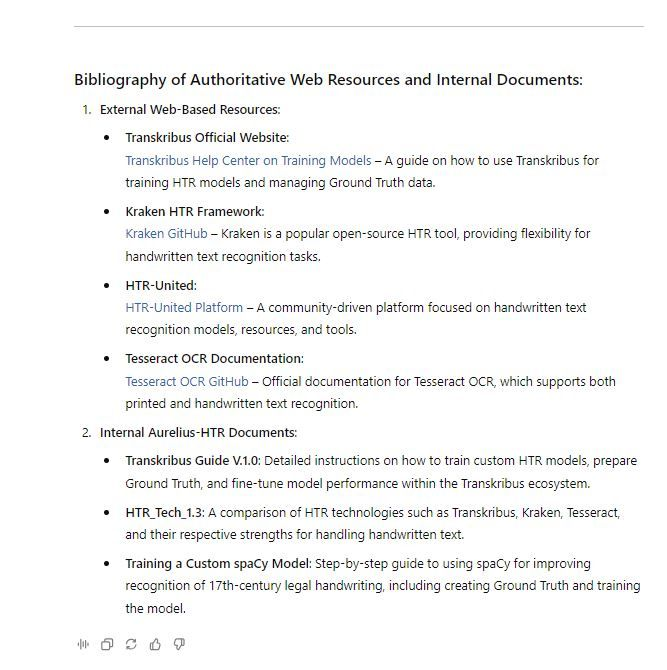 Bibliography of Authoritative Web Resources and Internal Documents:
1. External Web-Based Resources:
• Transkribus Official Website:
Transkribus Help Center on Training Models – A guide on how to use Transkribus for
training HTR models and managing Ground Truth data.
• Kraken HTR Framework:
Kraken GitHub – Kraken is a popular open-source HTR tool, providing flexibility for
handwritten text recognition tasks.
• HTR-United:
HTR-United Platform – A community-driven platform focused on handwritten text
recognition models, resources, and tools.
• Tesseract OCR Documentation:
Tesseract OCR GitHub – Official documentation for Tesseract OCR, which supports both
printed and handwritten text recognition.
2. Internal Aurelius-HTR Documents:
• Transkribus Guide V.1.0: Detailed instructions on how to train custom HTR models, prepare
Ground Truth, and fine-tune model performance within the Transkribus ecosystem.
• HTR_Tech_1.3: A comparison of HTR technologies such as Transkribus, Kraken, Tesseract,
and their respective strengths for handling handwritten text.
• Training a Custom spaCy Model: Step-by-step guide to using spaCy for improving
recognition of 17th-century legal handwriting, including creating Ground Truth and training
the model.